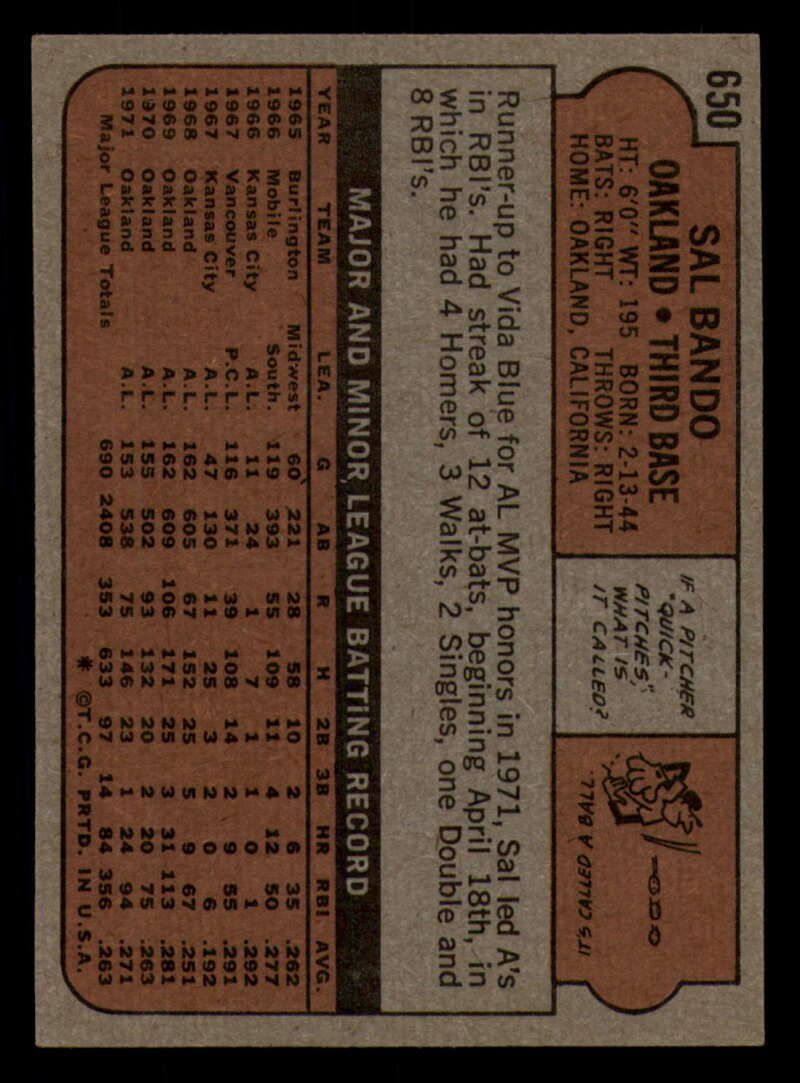 650
SAL BANDO
OAKLAND • THIRD BASE
HT: 6'0" WT: 195 BORN: 2-13-44
BATS: RIGHT THROWS: RIGHT
HOME: OAKLAND, CALIFORNIA
IF A PITCHER
"QUICK-
PITCHES,"
WHAT IS
IT CALLED?
IT'S CALLED A BALL.
Runner-up to Vida Blue for AL MVP honors in 1971, Sal led A's
in RBI's. Had streak of 12 at-bats, beginning April 18th, in
which he had 4 Homers, 3 Walks, 2 Singles, one Double and
8 RBI's.
MAJOR AND MINOR LEAGUE BATTING RECORD
YEAR TEAM LEA. G AB R H 2B 3B HR RBI AVG.
1965 Burlington Midwest 60 221 28 58 10 2 6 35 .262
1966 Mobile South. 119 393 55 109 11 4 12 50 .277
1966 Kansas City A.L. 11 24 1 7 1 1 0 1 .292
1967 Vancouver P.C.L. 116 371 39 108 14 2 9 55 .291
1967 Kansas City A.L. 47 130 11 25 3 2 0 6 .192
1968 Oakland A.L. 162 605 67 152 25 5 9 67 .251
1969 Oakland A.L. 162 609 106 171 25 3 31 113 .281
1970 Oakland A.L. 155 502 93 132 20 2 20 75 .263
1971 Oakland A.L. 153 538 75 146 23 1 24 94 .271
Major League Totals 690 2408 353 633 97 14 84 356 .263
* ©T.C.G. PRTD. IN U.S.A.